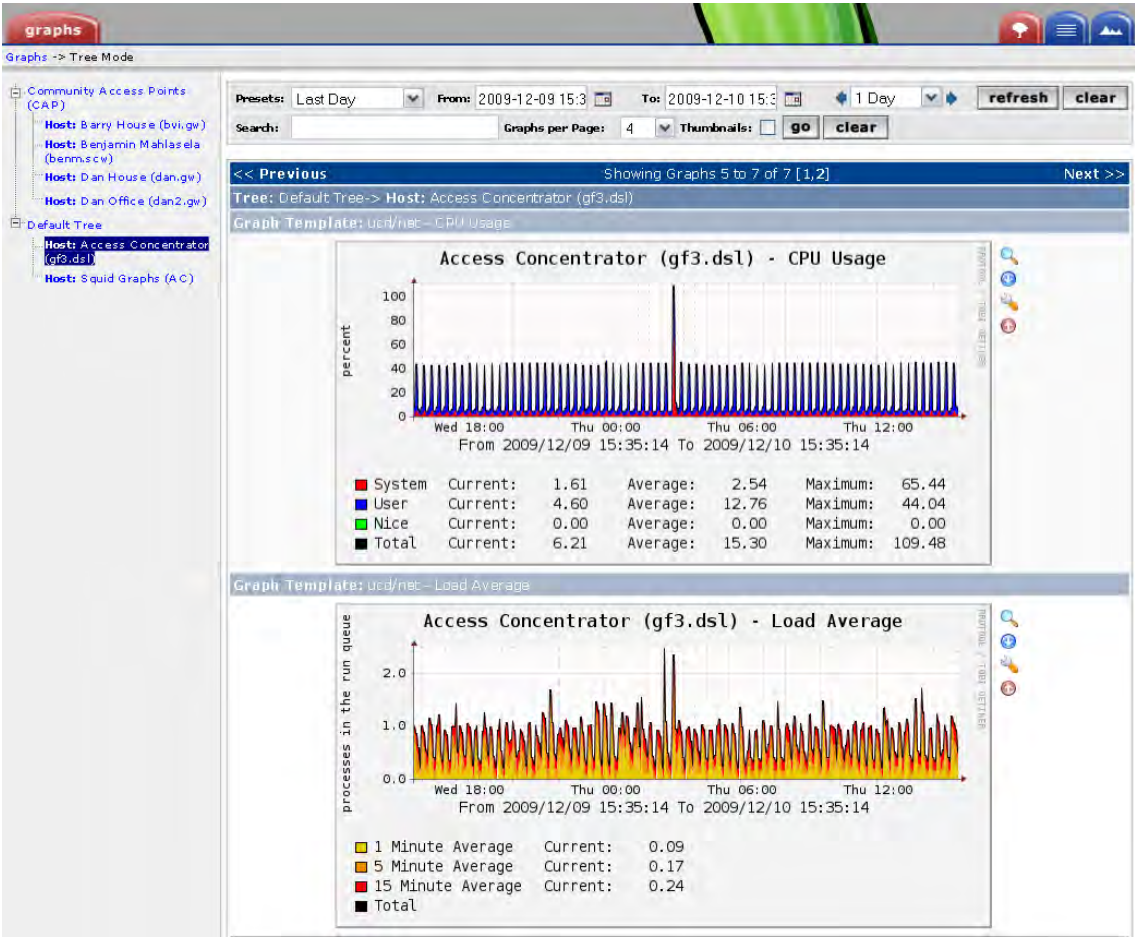 graphs
Graphs -> Tree Mode
Community Access Points
(CAP)
Host: Barry House (bvi.gw)
Host: Benjamin Mahlasela
(benm.scw)
Host: Dan House (dan.gw)
Host: Dan Office (dan2.gw)
Default Tree
Host: Access Concentrator
(gf3.dsl)
Host: Squid Graphs (AC)
Presets: Last Day From: 2009-12-09 15:3 To: 2009-12-10 15:3 1 Day refresh clear
Search: Graphs per Page: 4 Thumbnails: go clear
<< Previous Showing Graphs 5 to 7 of 7 [1,2] Next >>
Tree: Default Tree-> Host: Access Concentrator (gf3.dsl)
Graph Template: ucd/net - CPU Usage
Access Concentrator (gf3.dsl) - CPU Usage
percent
100
80
60
40
20
0
Wed 18:00 Thu 00:00 Thu 06:00 Thu 12:00
From 2009/12/09 15:35:14 To 2009/12/10 15:35:14
System Current: 1.61 Average: 2.54 Maximum: 65.44
User Current: 4.60 Average: 12.76 Maximum: 44.04
Nice Current: 0.00 Average: 0.00 Maximum: 0.00
Total Current: 6.21 Average: 15.30 Maximum: 109.48
Graph Template: ucd/net - Load Average
Access Concentrator (gf3.dsl) - Load Average
processes in the run queue
2.0
1.0
0.0
Wed 18:00 Thu 00:00 Thu 06:00 Thu 12:00
From 2009/12/09 15:35:14 To 2009/12/10 15:35:14
1 Minute Average Current: 0.09
5 Minute Average Current: 0.17
15 Minute Average Current: 0.24
Total